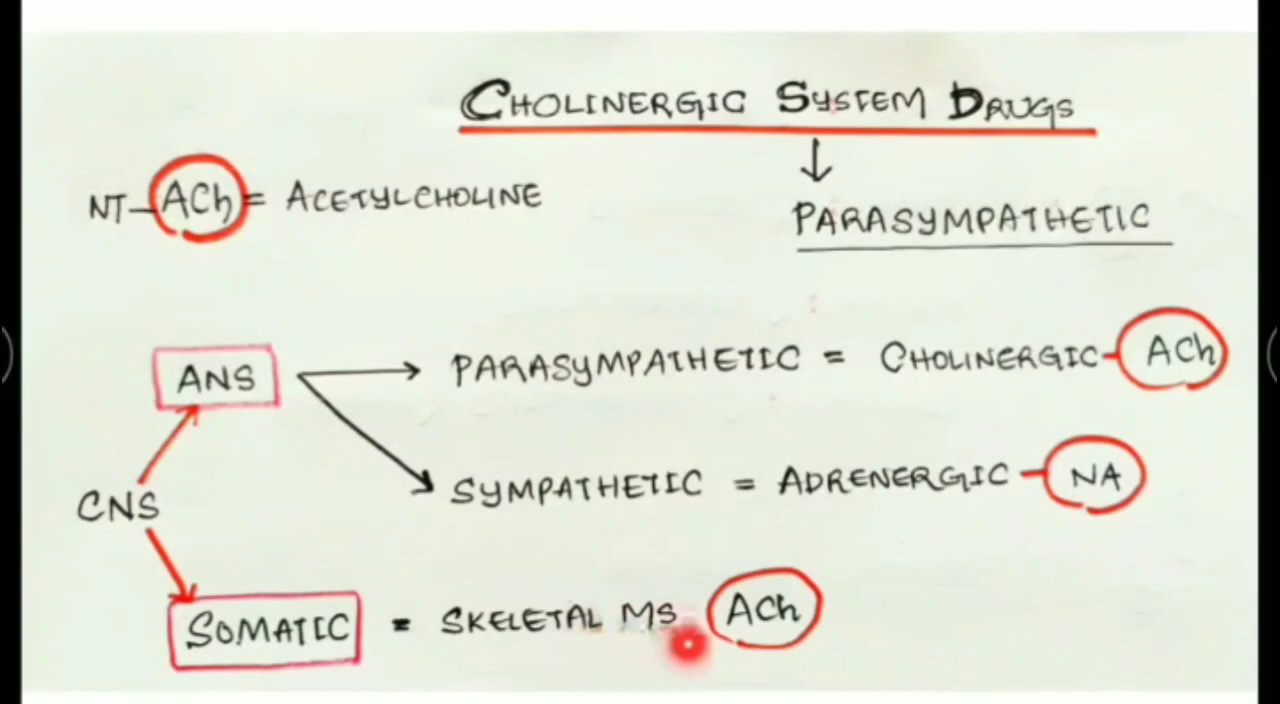 CHOLINERGIC SYSTEM DRUGS
NT-ACh = ACETYLCHOLINE
PARASYMPATHETIC
ANS
PARASYMPATHETIC = CHOLINERGIC-ACh
SYMPATHETIC = ADRENERGIC-NA
CNS
SOMATIC = SKELETAL MS ACh